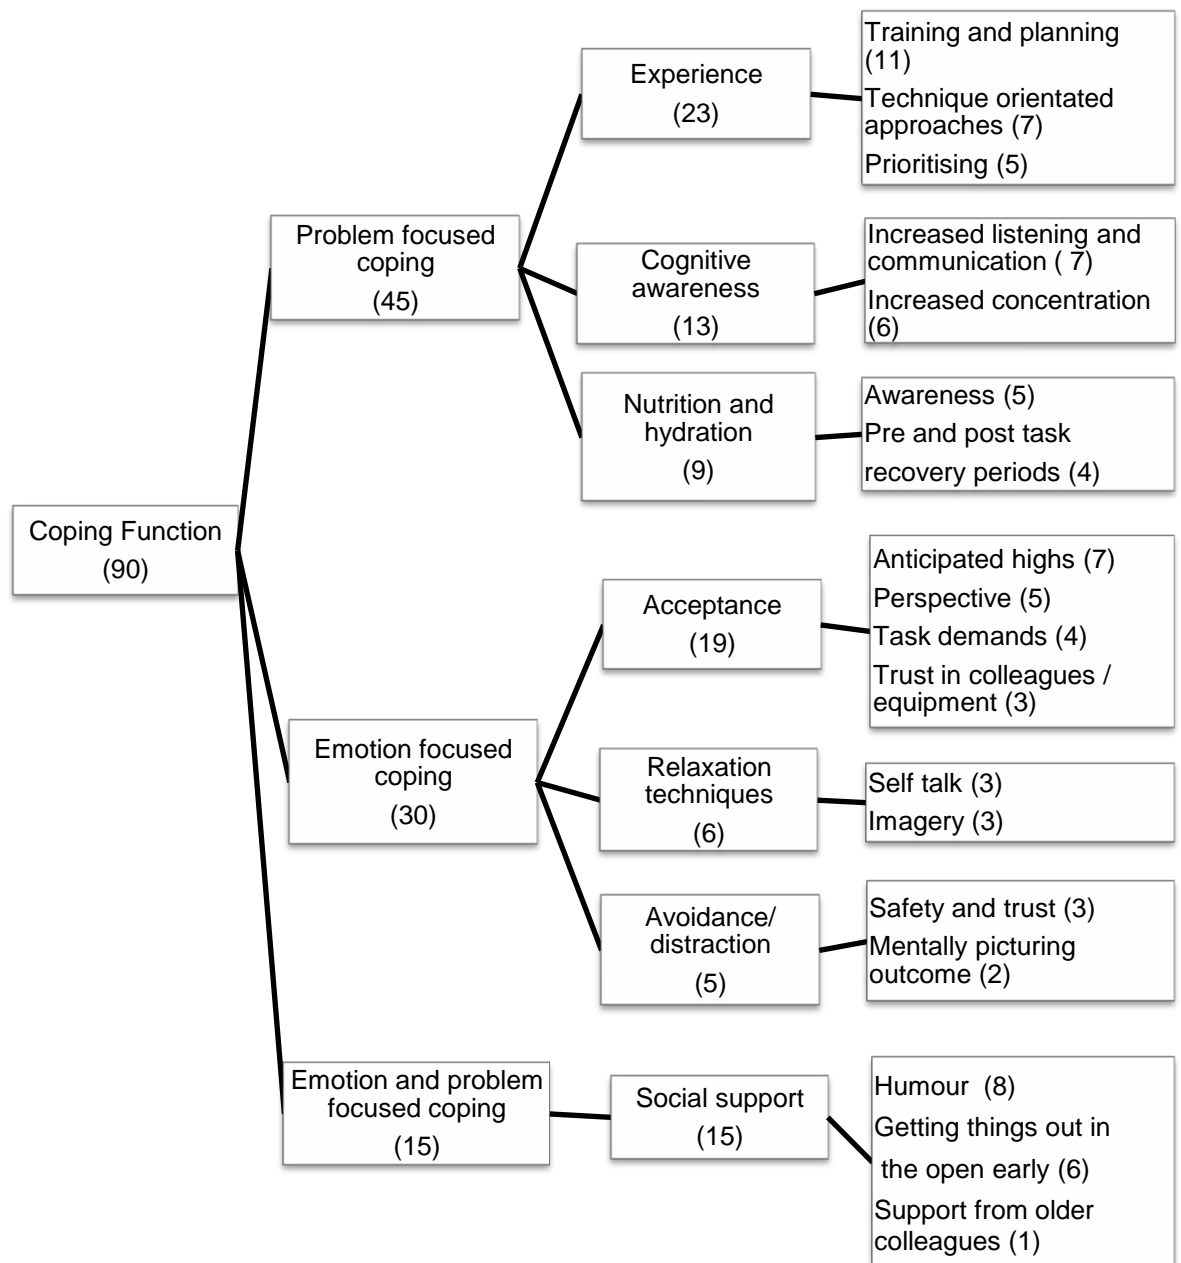 Coping Function
(90)
Problem focused
coping
(45)
Experience
(23)
Training and planning
(11)
Technique orientated
approaches (7)
Prioritising (5)
Cognitive
awareness
(13)
Increased listening and
communication ( 7)
Increased concentration
(6)
Nutrition and
hydration
(9)
Awareness (5)
Pre and post task
recovery periods (4)
Emotion focused
coping
(30)
Acceptance
(19)
Anticipated highs (7)
Perspective (5)
Task demands (4)
Trust in colleagues /
equipment (3)
Relaxation
techniques
(6)
Self talk (3)
Imagery (3)
Avoidance/
distraction
(5)
Safety and trust (3)
Mentally picturing
outcome (2)
Emotion and problem
focused coping
(15)
Social support
(15)
Humour  (8)
Getting things out in
the open early (6)
Support from older
colleagues (1)